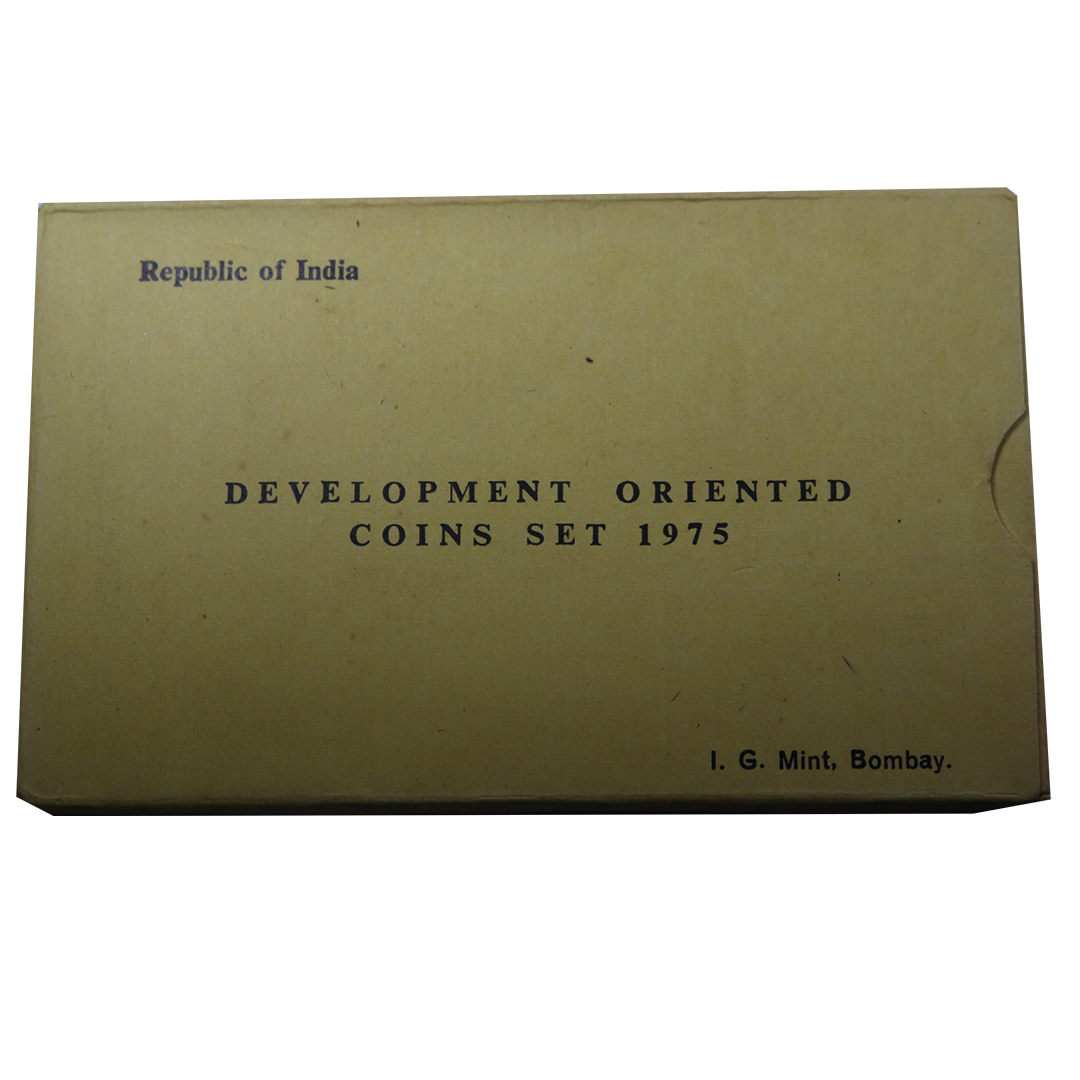 Republic of India
DEVELOPMENT ORIENTED
COINS SET 1975
I. G. Mint, Bombay.